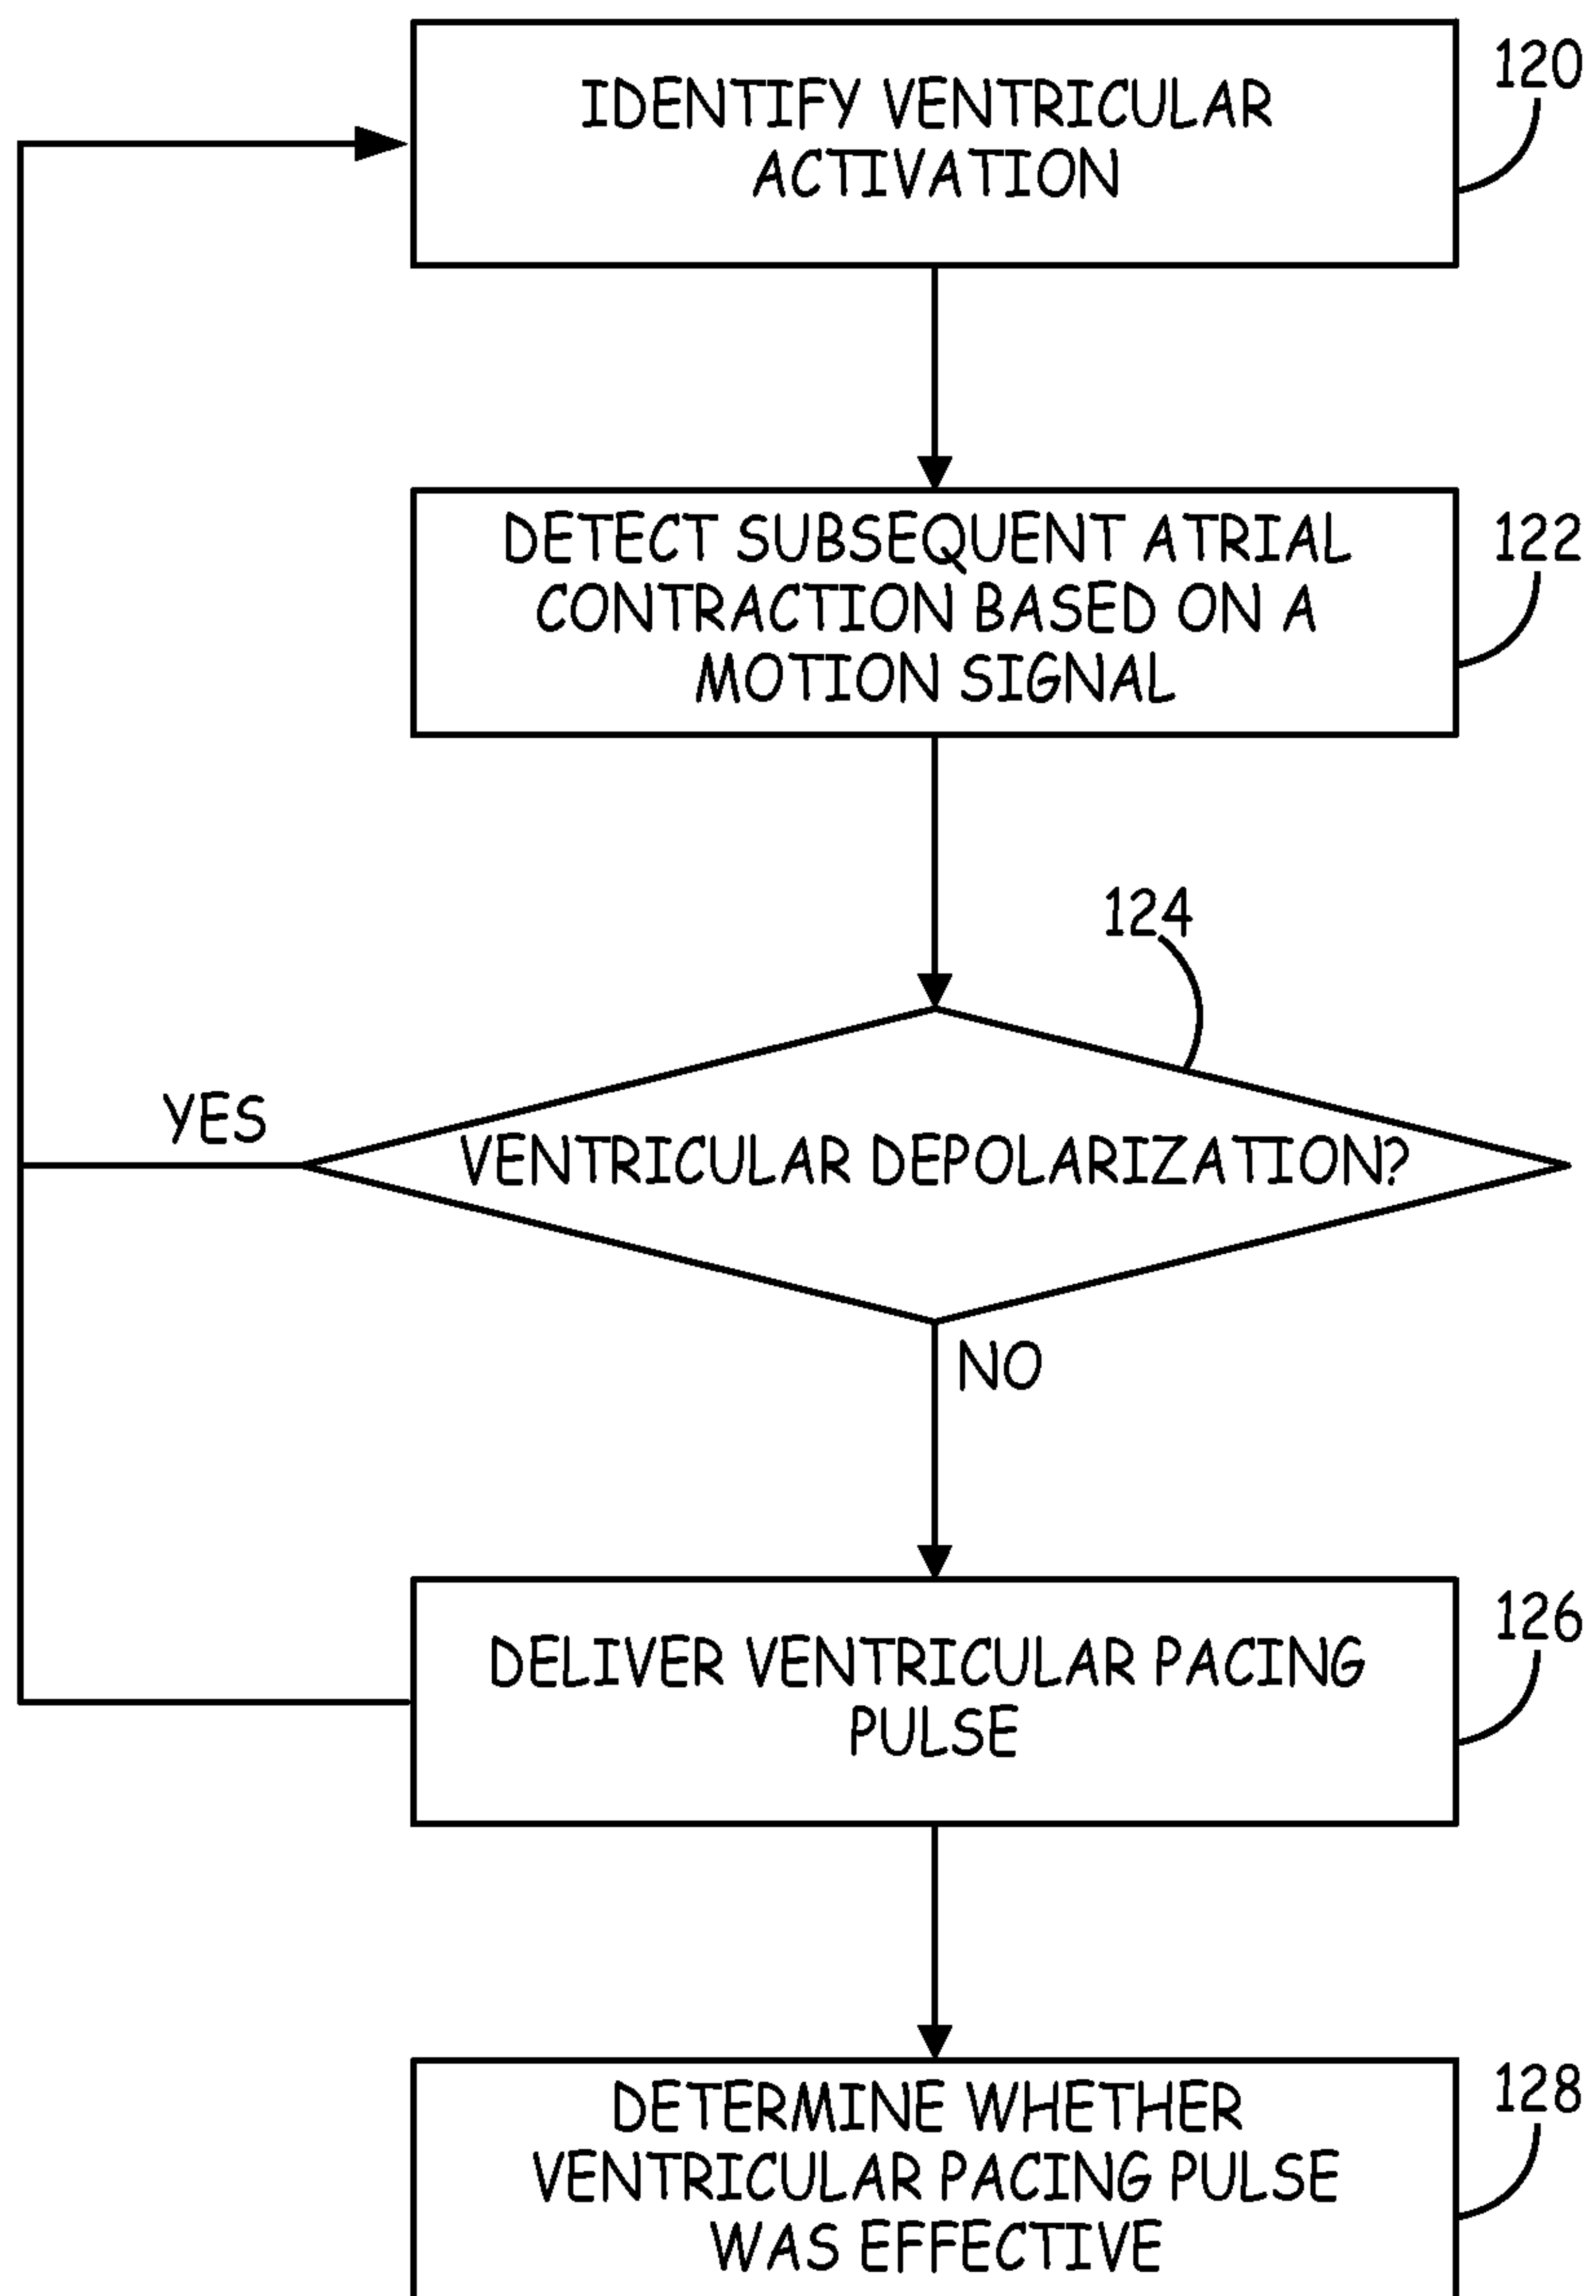 120
IDENTIFY VENTRICULAR
ACTIVATION
122
DETECT SUBSEQUENT ATRIAL
CONTRACTION BASED ON A
MOTION SIGNAL
124
YES
VENTRICULAR DEPOLARIZATION?
NO
126
DELIVER VENTRICULAR PACING
PULSE
128
DETERMINE WHETHER
VENTRICULAR PACING PULSE
WAS EFFECTIVE